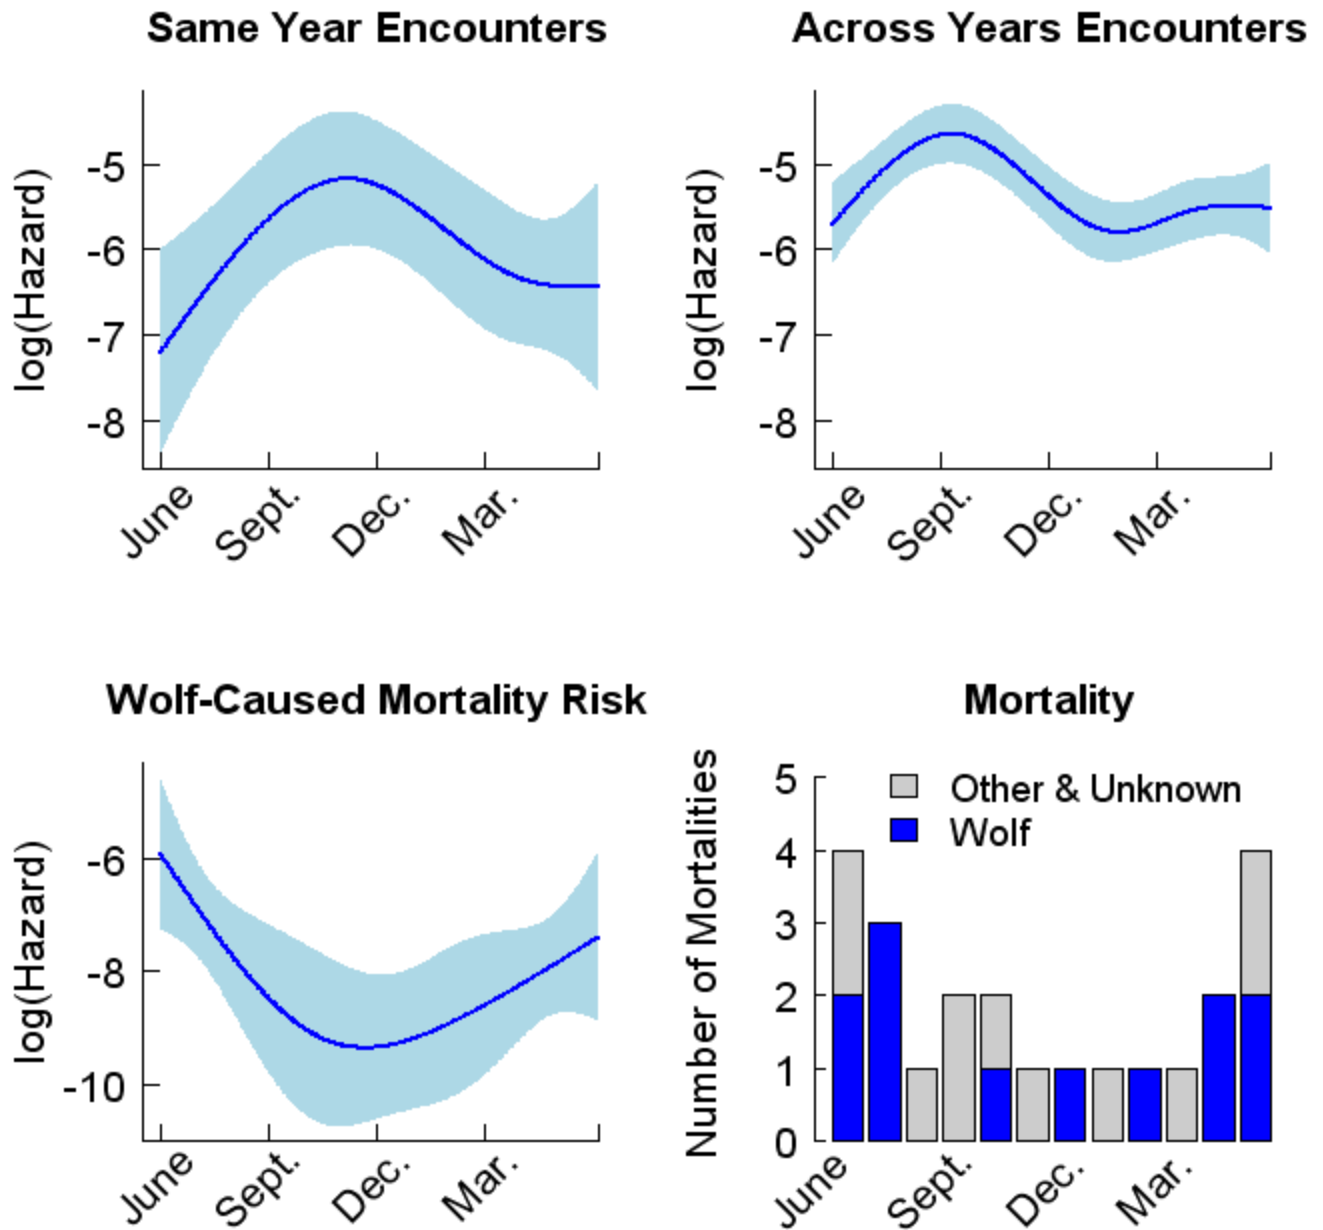 Same Year Encounters
log(Hazard)
-5
-6
-7
-8
June
Sept.
Dec.
Mar.
Across Years Encounters
log(Hazard)
-5
-6
-7
-8
June
Sept.
Dec.
Mar.
Wolf-Caused Mortality Risk
log(Hazard)
-6
-8
-10
June
Sept.
Dec.
Mar.
Mortality
Number of Mortalities
5
4
3
2
1
0
Other & Unknown
Wolf
June
Sept.
Dec.
Mar.